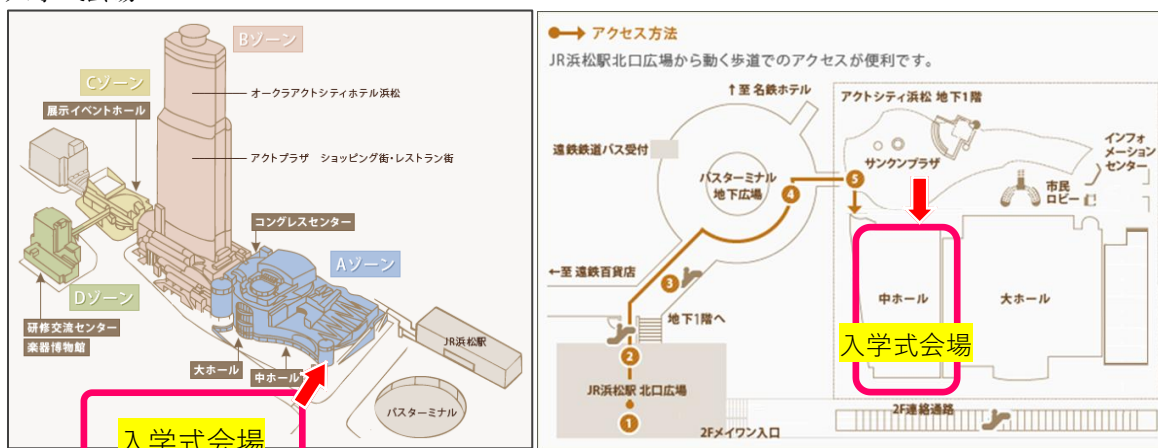 Bゾーン
Cゾーン
展示イベントホール
オークラアクトシティホテル浜松
アクトプラザ ショッピング街・レストラン街
コングレスセンター
Aゾーン
Dゾーン
研修交流センター
楽器博物館
大ホール
中ホール
JR浜松駅
バスターミナル
入学式会場
アクセス方法
JR浜松駅北口広場から動く歩道でのアクセスが便利です。
↑至 名鉄ホテル
アクトシティ浜松 地下1階
遠鉄鉄道バス受付
バスターミナル
地下広場
サンクンプラザ
インフォ
メーション
センター
市民
ロビー
4
5
←至 遠鉄百貨店
3
地下1階へ
中ホール
大ホール
入学式会場
2
JR浜松駅 北口広場
1
2F連絡通路
2Fメイワン入口